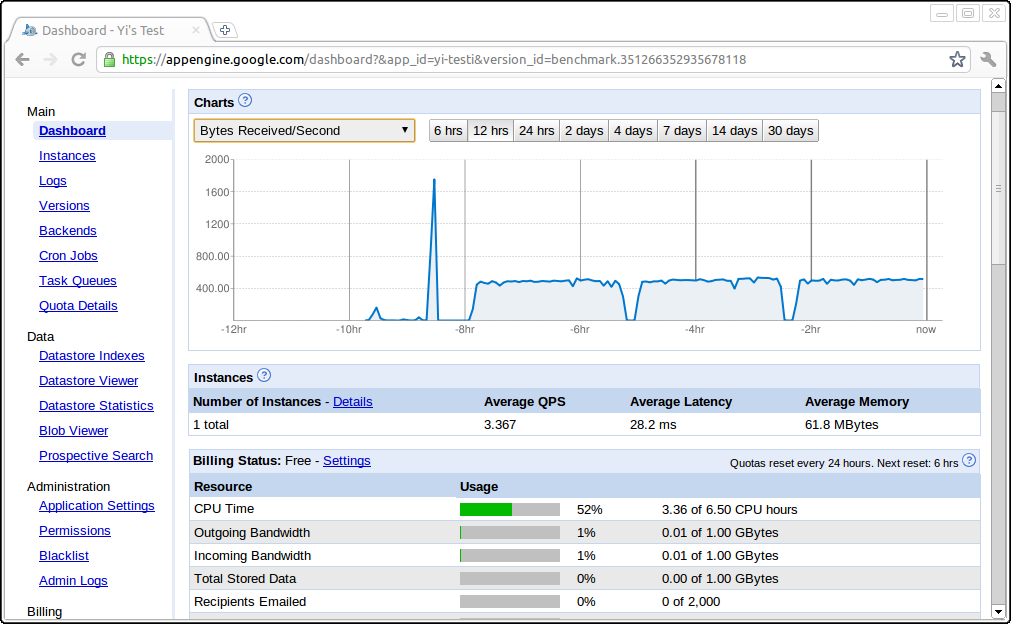 Dashboard - Yi's Test
https://appengine.google.com/dashboard?&app_id=yi-testi&version_id=benchmark.351266352935678118
Main
Dashboard
Instances
Logs
Versions
Backends
Cron Jobs
Task Queues
Quota Details
Data
Datastore Indexes
Datastore Viewer
Datastore Statistics
Blob Viewer
Prospective Search
Administration
Application Settings
Permissions
Blacklist
Admin Logs
Billing
Charts ?
Bytes Received/Second
6 hrs 12 hrs 24 hrs 2 days 4 days 7 days 14 days 30 days
2000
1600
1200
800.00
400.00
-12hr -10hr -8hr -6hr -4hr -2hr now
Instances ?
Number of Instances - Details Average QPS Average Latency Average Memory
1 total 3.367 28.2 ms 61.8 MBytes
Billing Status: Free - Settings Quotas reset every 24 hours. Next reset: 6 hrs ?
Resource Usage
CPU Time 52% 3.36 of 6.50 CPU hours
Outgoing Bandwidth 1% 0.01 of 1.00 GBytes
Incoming Bandwidth 1% 0.01 of 1.00 GBytes
Total Stored Data 0% 0.00 of 1.00 GBytes
Recipients Emailed 0% 0 of 2,000